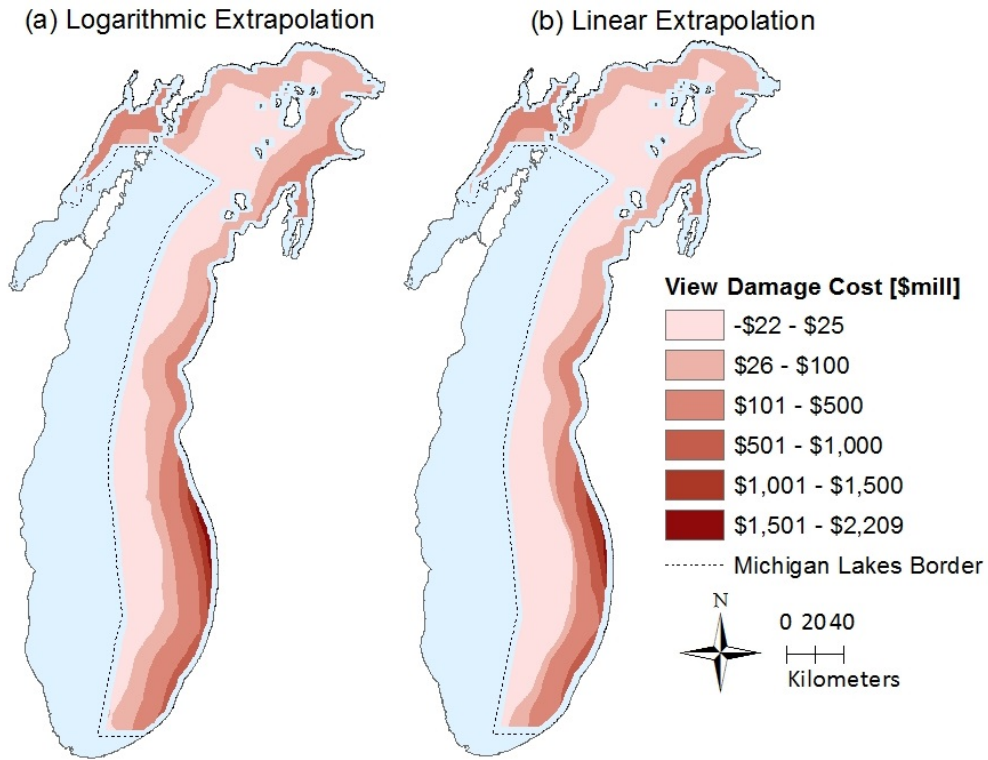 (a) Logarithmic Extrapolation
(b) Linear Extrapolation
View Damage Cost [$mill]
-$22 - $25
$26 - $100
$101 - $500
$501 - $1,000
$1,001 - $1,500
$1,501 - $2,209
Michigan Lakes Border
N
0 20 40
Kilometers